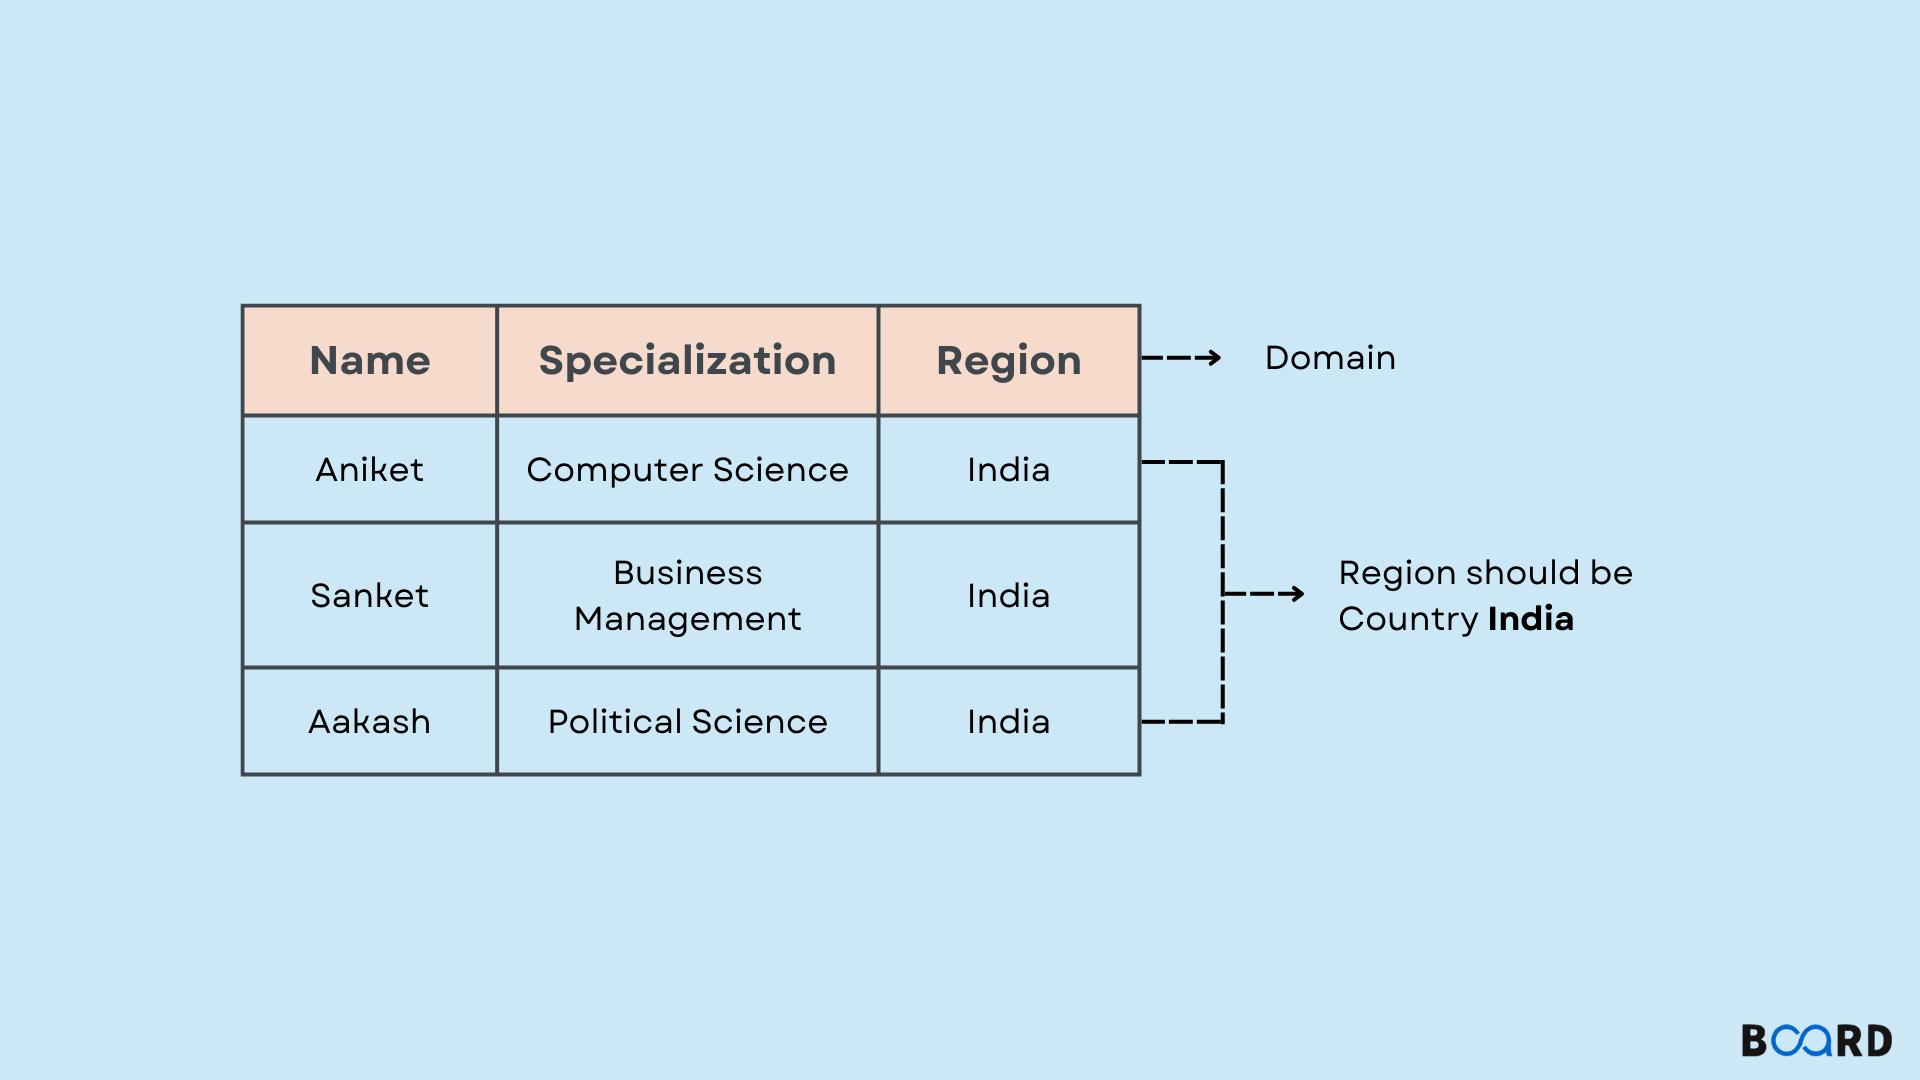 Name Specialization Region Domain
Aniket Computer Science India
Sanket Business Management India Region should be
Country India
Aakash Political Science India
BOARD